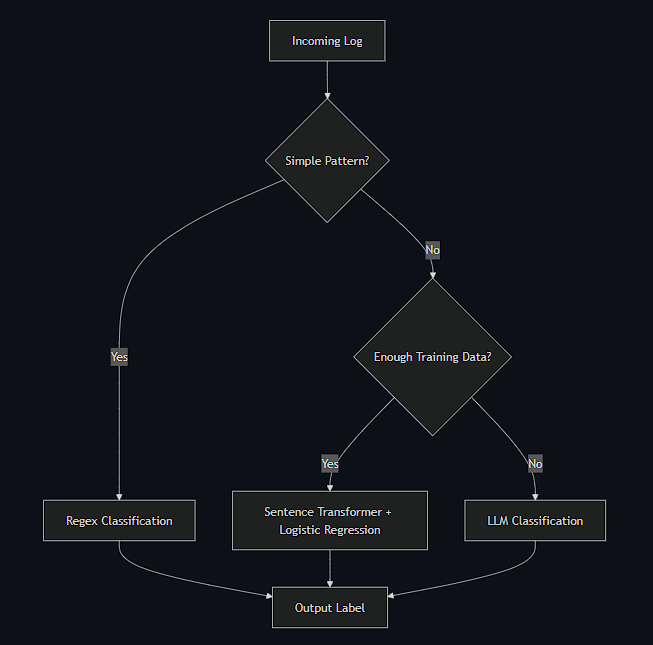 Incoming Log
Simple Pattern?
No
Yes
Enough Training Data?
Yes
No
Regex Classification
Sentence Transformer +
Logistic Regression
LLM Classification
Output Label